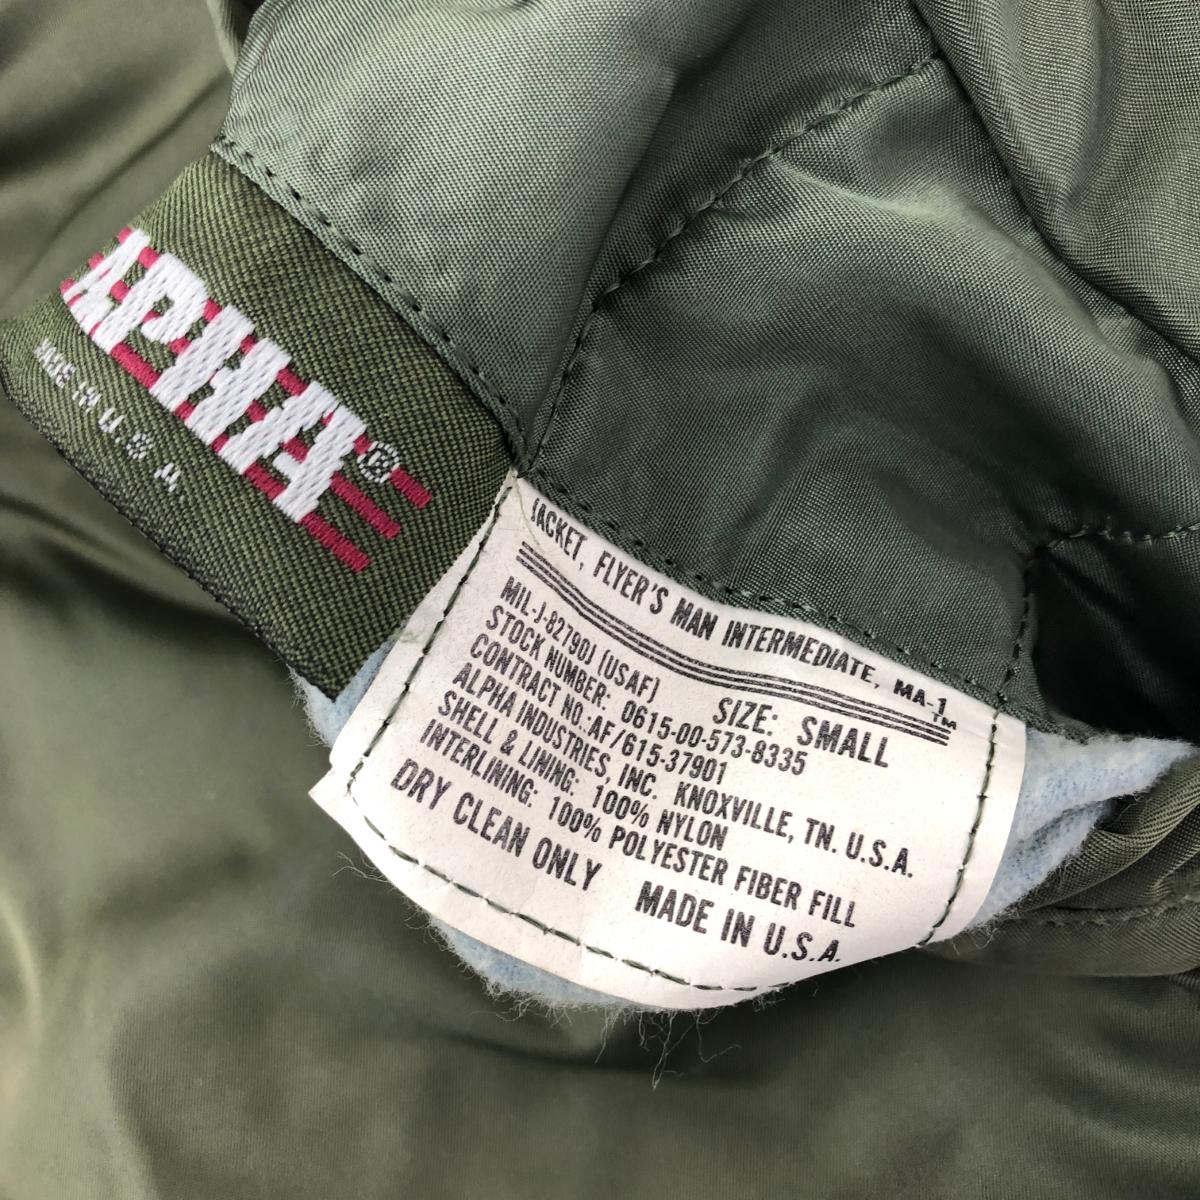 ALPHA®
MADE IN U.S.A.
JACKET, FLYER'S MAN INTERMEDIATE, MA-1™
MIL-J-82790J (USAF) SIZE: SMALL
STOCK NUMBER: 0615-00-573-8335
CONTRACT NO.: AF/615-37901
ALPHA INDUSTRIES, INC. KNOXVILLE, TN. U.S.A.
SHELL & LINING: 100% NYLON
INTERLINING: 100% POLYESTER FIBER FILL
DRY CLEAN ONLY
MADE IN U.S.A.